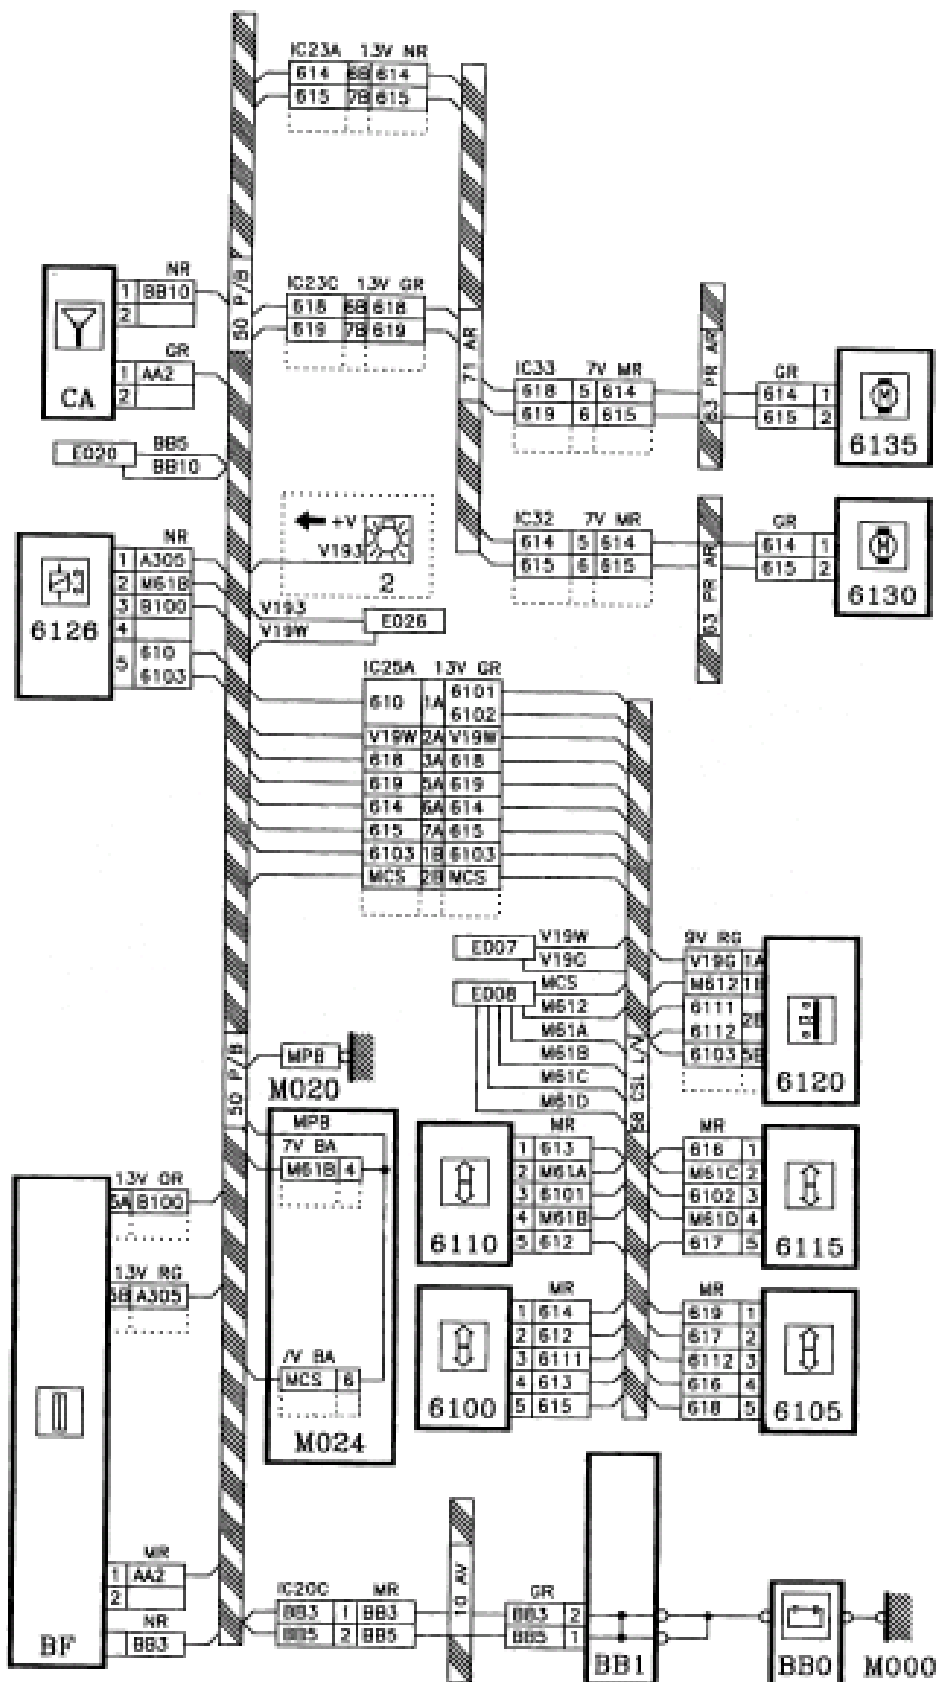 IC23A 13V NR
614 6B 614
615 7B 615
50 P/B
NR
1 BB10
2
GR
1 AA2
2
CA
IC23C 13V GR
618 6B 618
619 7B 619
71 AR
IC33 7V MR
618 5 614
619 6 615
63 PR AR
GR
614 1
615 2
6135
E020
BB5
BB10
+V
V193
2
IC32 7V MR
614 5 614
615 6 615
63 PR AR
GR
614 1
615 2
6130
NR
1 A305
2 M61B
3 B100
4
5 610
6103
6126
V193
V19W
E026
IC25A 13V GR
610 1A 6101
6102
V19W 2A V19W
618 3A 618
619 5A 619
614 6A 614
615 7A 615
6103 1B 6103
MCS 2B MCS
E007
V19W
V19G
E008
MCS
M612
M61A
M61B
M61C
M61D
58 CSL L/V
9V RG
V19G 1A
M612 1B
6111
6112 2B
6103 5B
6120
50 P/B
MPB
M020
MPB
7V BA
M61B 4
7V BA
MCS 6
M024
MR
1 613
2 M61A
3 6101
4 M61B
5 612
6110
MR
616 1
M61C 2
6102 3
M61D 4
617 5
6115
MR
1 614
2 612
3 6111
4 613
5 615
6100
MR
619 1
617 2
6112 3
616 4
618 5
6105
13V OR
5A B100
13V RG
A305
MR
1 AA2
2
NR
BB3
BF
IC20C MR
BB3 1 BB3
BB5 2 BB5
10 AV
GR
BB3 2
BB5 1
BB1
BB0
M000